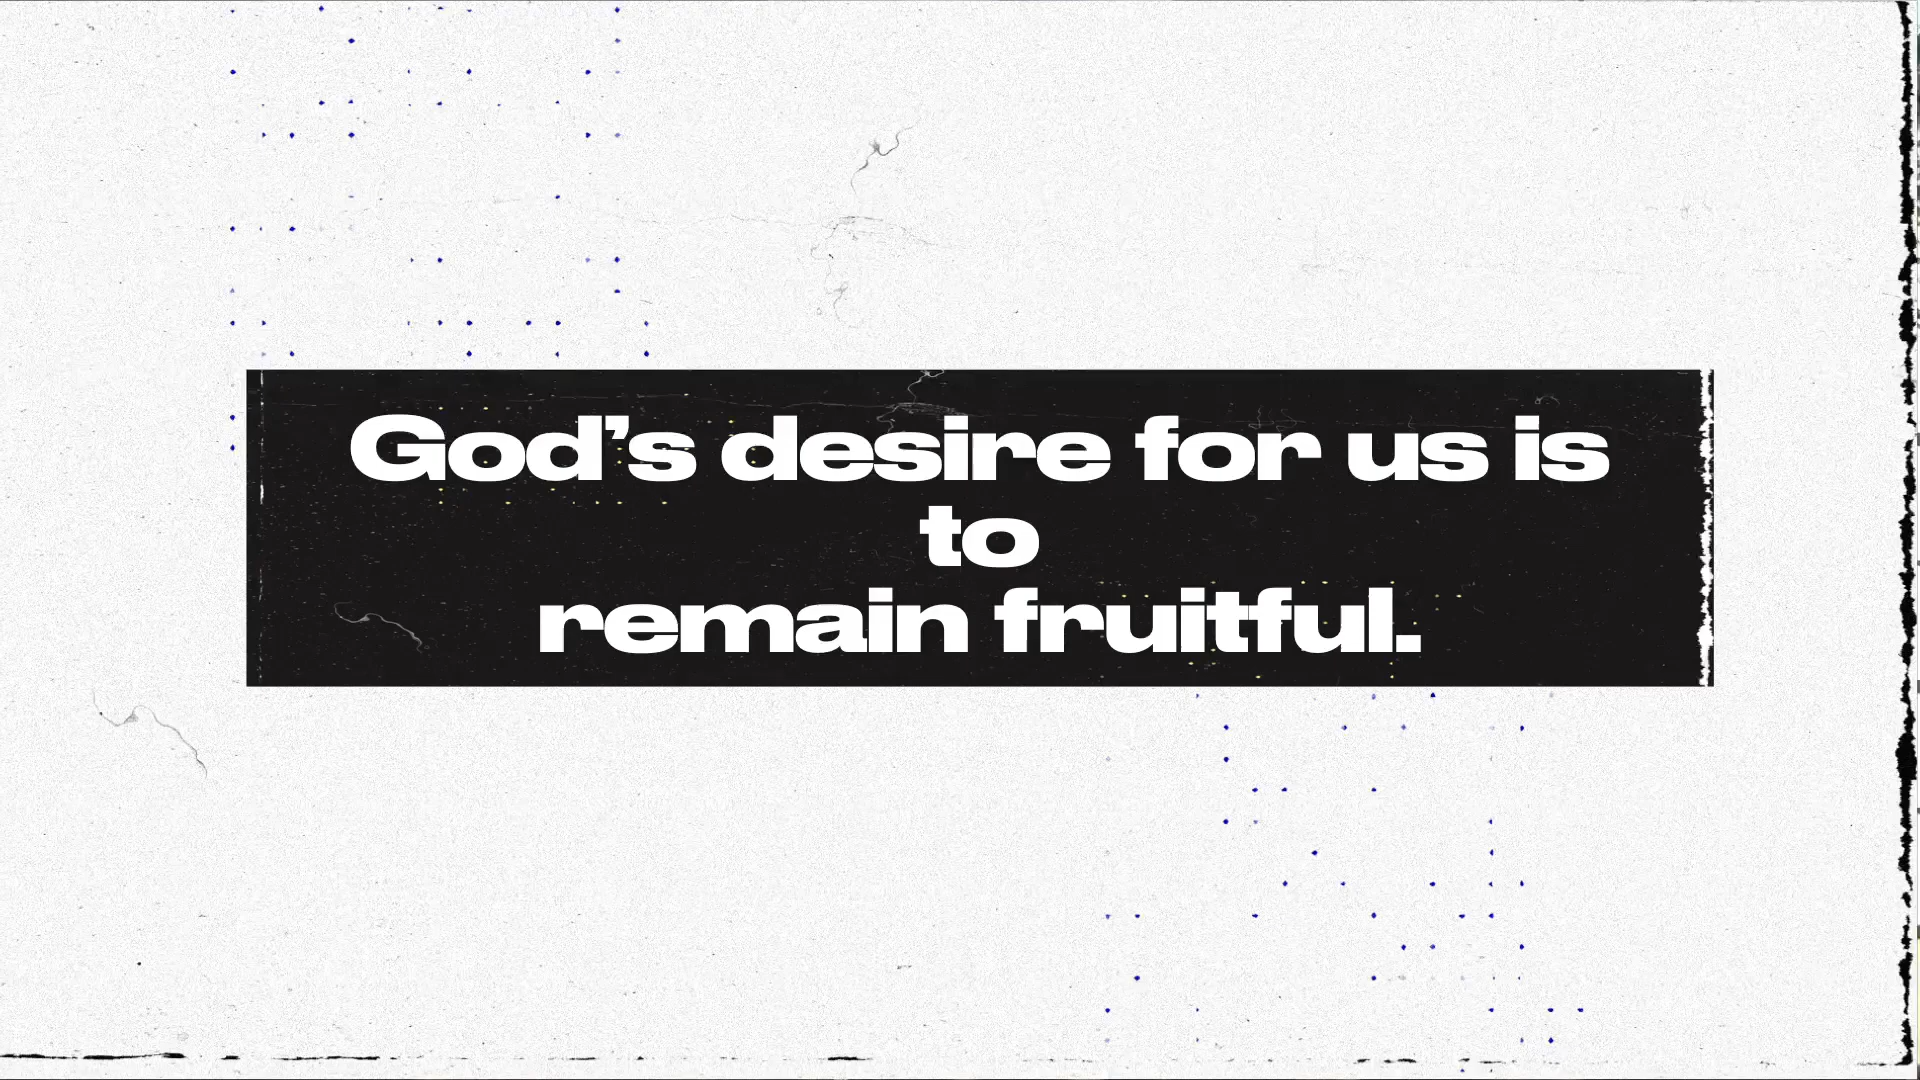 God’s desire for us is
to
remain fruitful.